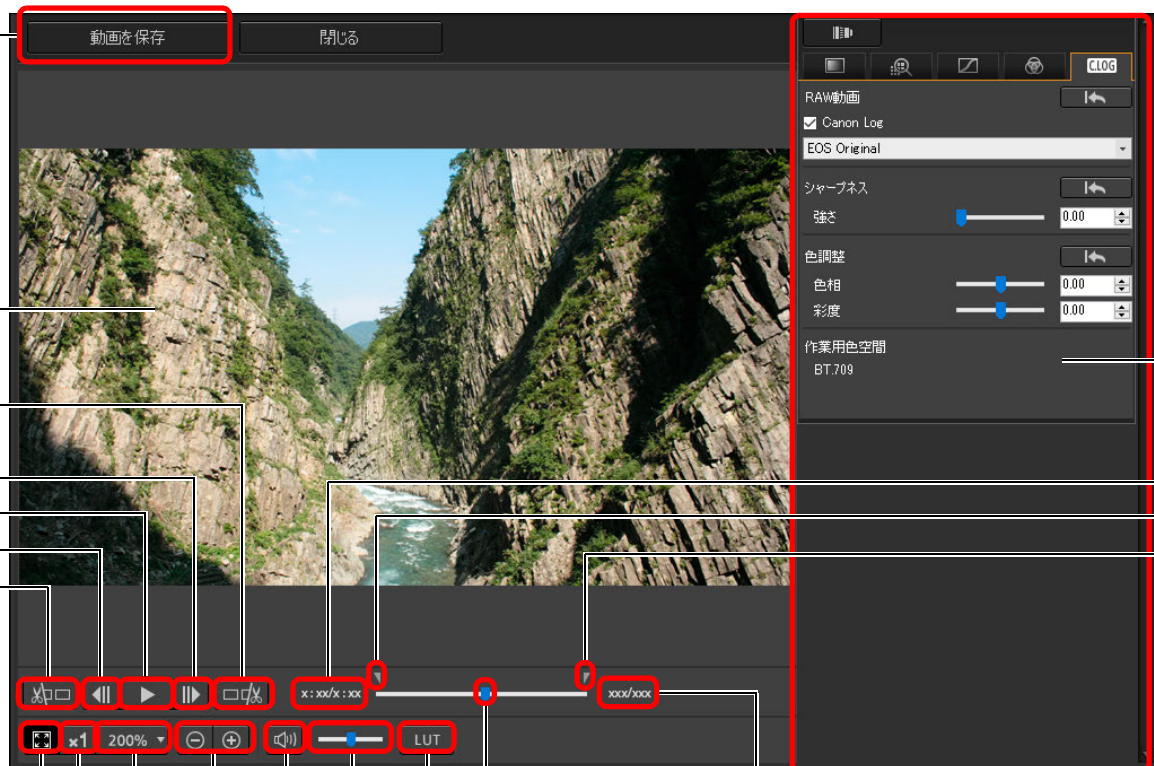 動画を保存
閉じる
C.LOG
RAW動画
Canon Log
EOS Original
シャープネス
強さ 0.00
色調整
色相 0.00
彩度 0.00
作業用色空間
BT.709
x:xx/x:xx
xxx/xxx
x1
200%
LUT